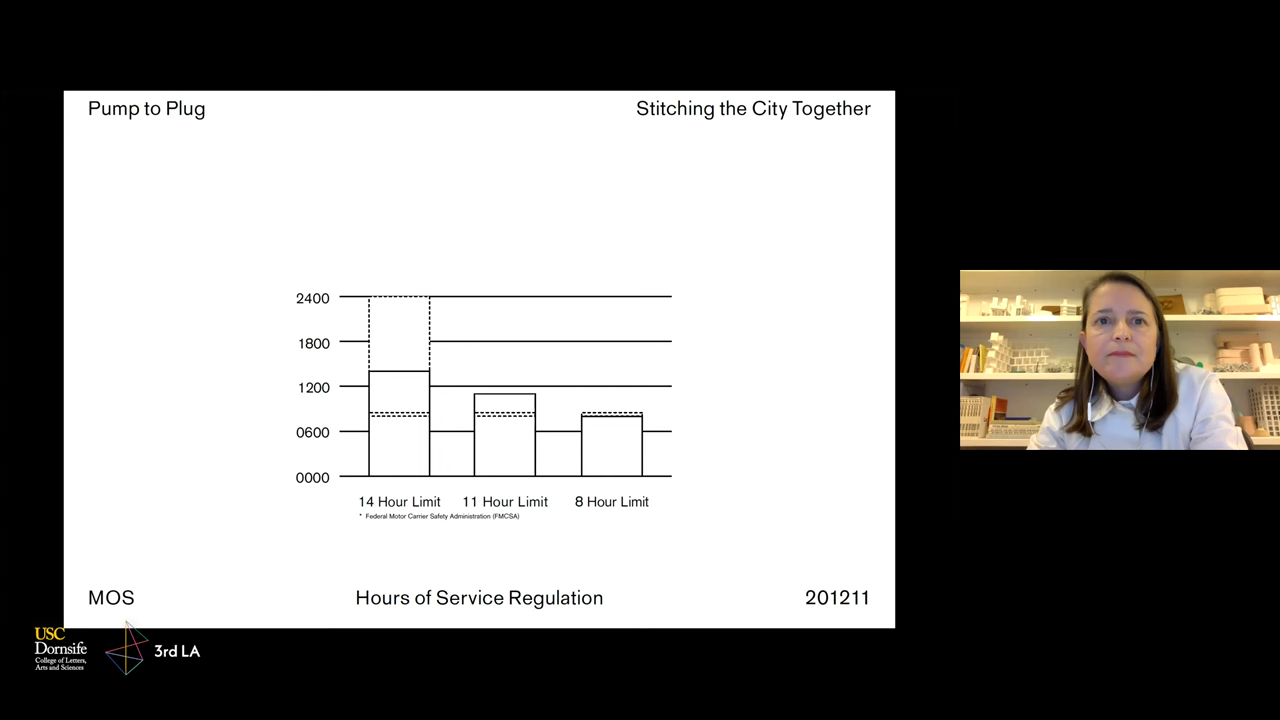 Pump to Plug
Stitching the City Together
2400
1800
1200
0600
0000
14 Hour Limit
11 Hour Limit
8 Hour Limit
* Federal Motor Carrier Safety Administration (FMCSA)
MOS
Hours of Service Regulation
201211
USC
Dornsife
College of Letters,
Arts and Sciences
3rd LA